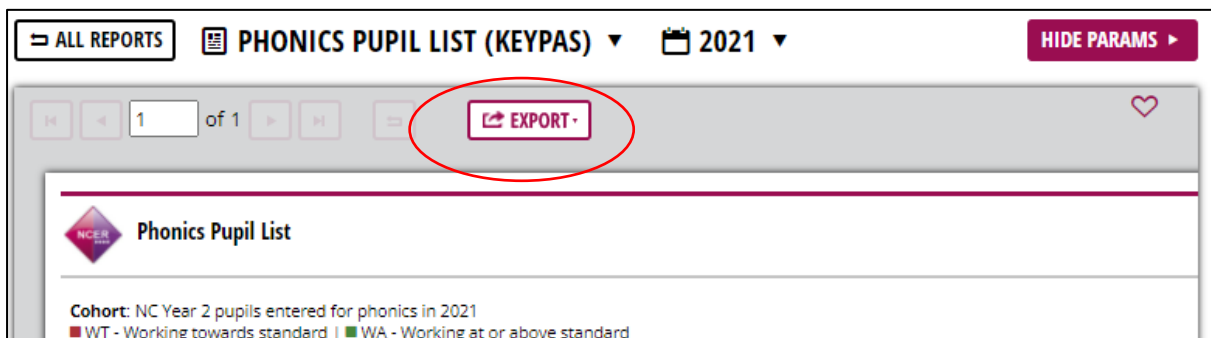 ALL REPORTS PHONICS PUPIL LIST (KEYPAS) 2021 HIDE PARAMS
1 of 1 EXPORT
NCER Phonics Pupil List
Cohort: NC Year 2 pupils entered for phonics in 2021
WT - Working towards standard | WA - Working at or above standard